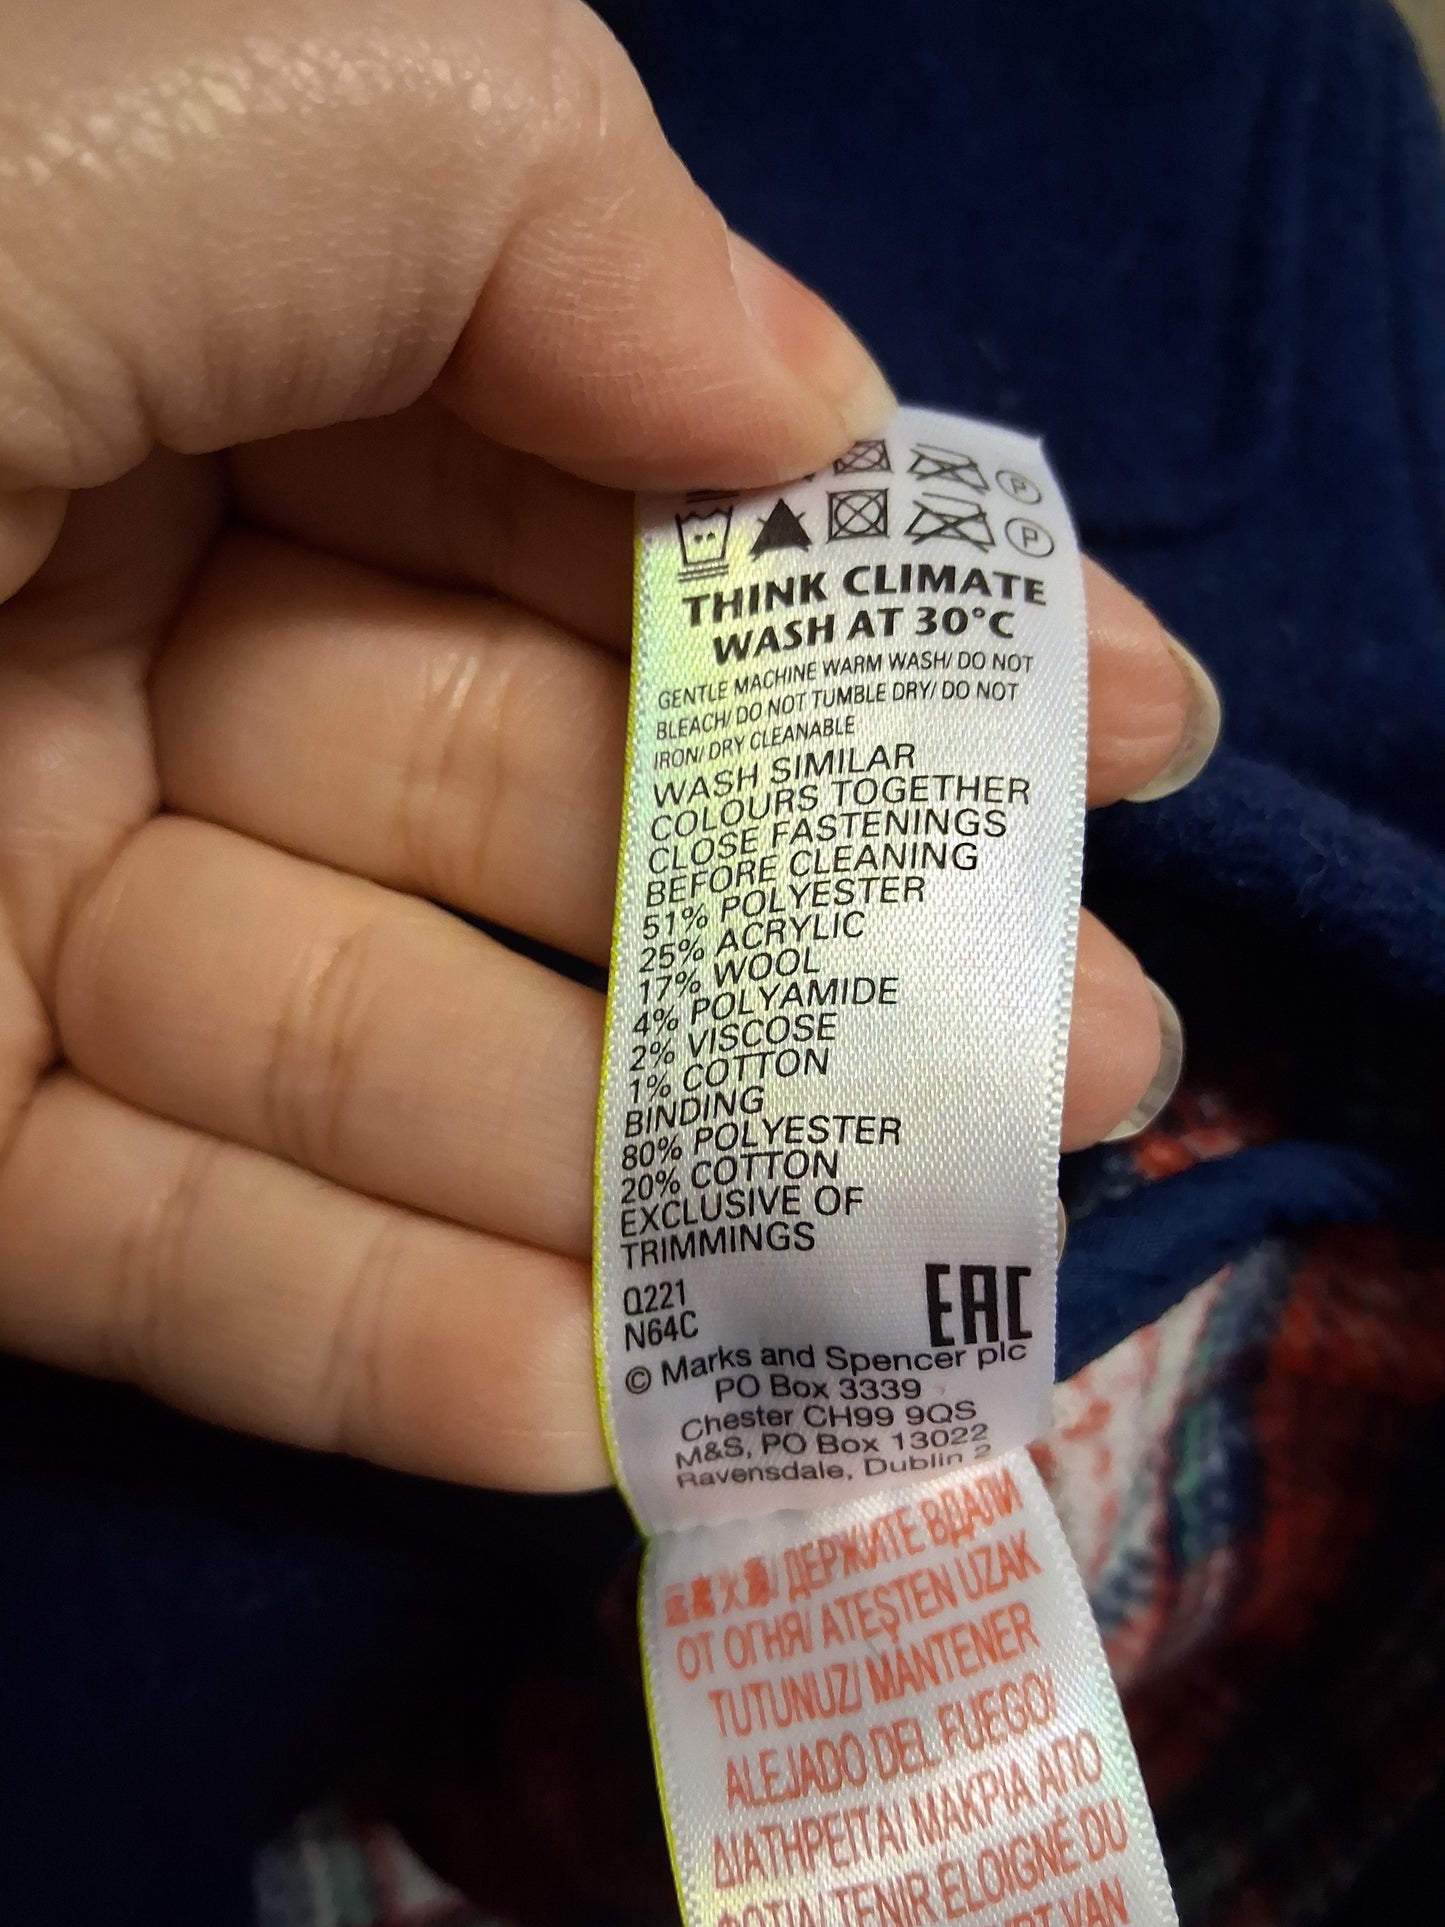 P
P
THINK CLIMATE
WASH AT 30°C
GENTLE MACHINE WARM WASH/ DO NOT
BLEACH/ DO NOT TUMBLE DRY/ DO NOT
IRON/ DRY CLEANABLE
WASH SIMILAR
COLOURS TOGETHER
CLOSE FASTENINGS
BEFORE CLEANING
51% POLYESTER
25% ACRYLIC
17% WOOL
4% POLYAMIDE
2% VISCOSE
1% COTTON
BINDING
80% POLYESTER
20% COTTON
EXCLUSIVE OF
TRIMMINGS
Q221
N64C
EAC
© Marks and Spencer plc
PO Box 3339
Chester CH99 9QS
M&S, PO Box 13022
Ravensdale, Dublin 2
ДЕРЖИТЕ ВДАЛИ
ОТ ОГНЯ/ ATEŞTEN UZAK
TUTUNUZ/ MANTENER
ALEJADO DEL FUEGO/
ΔΙΑΤΗΡΕΙΤΑΙ ΜΑΚΡΙΑ ΑΠΟ
TENIR ÉLOIGNÉ DU
VAN